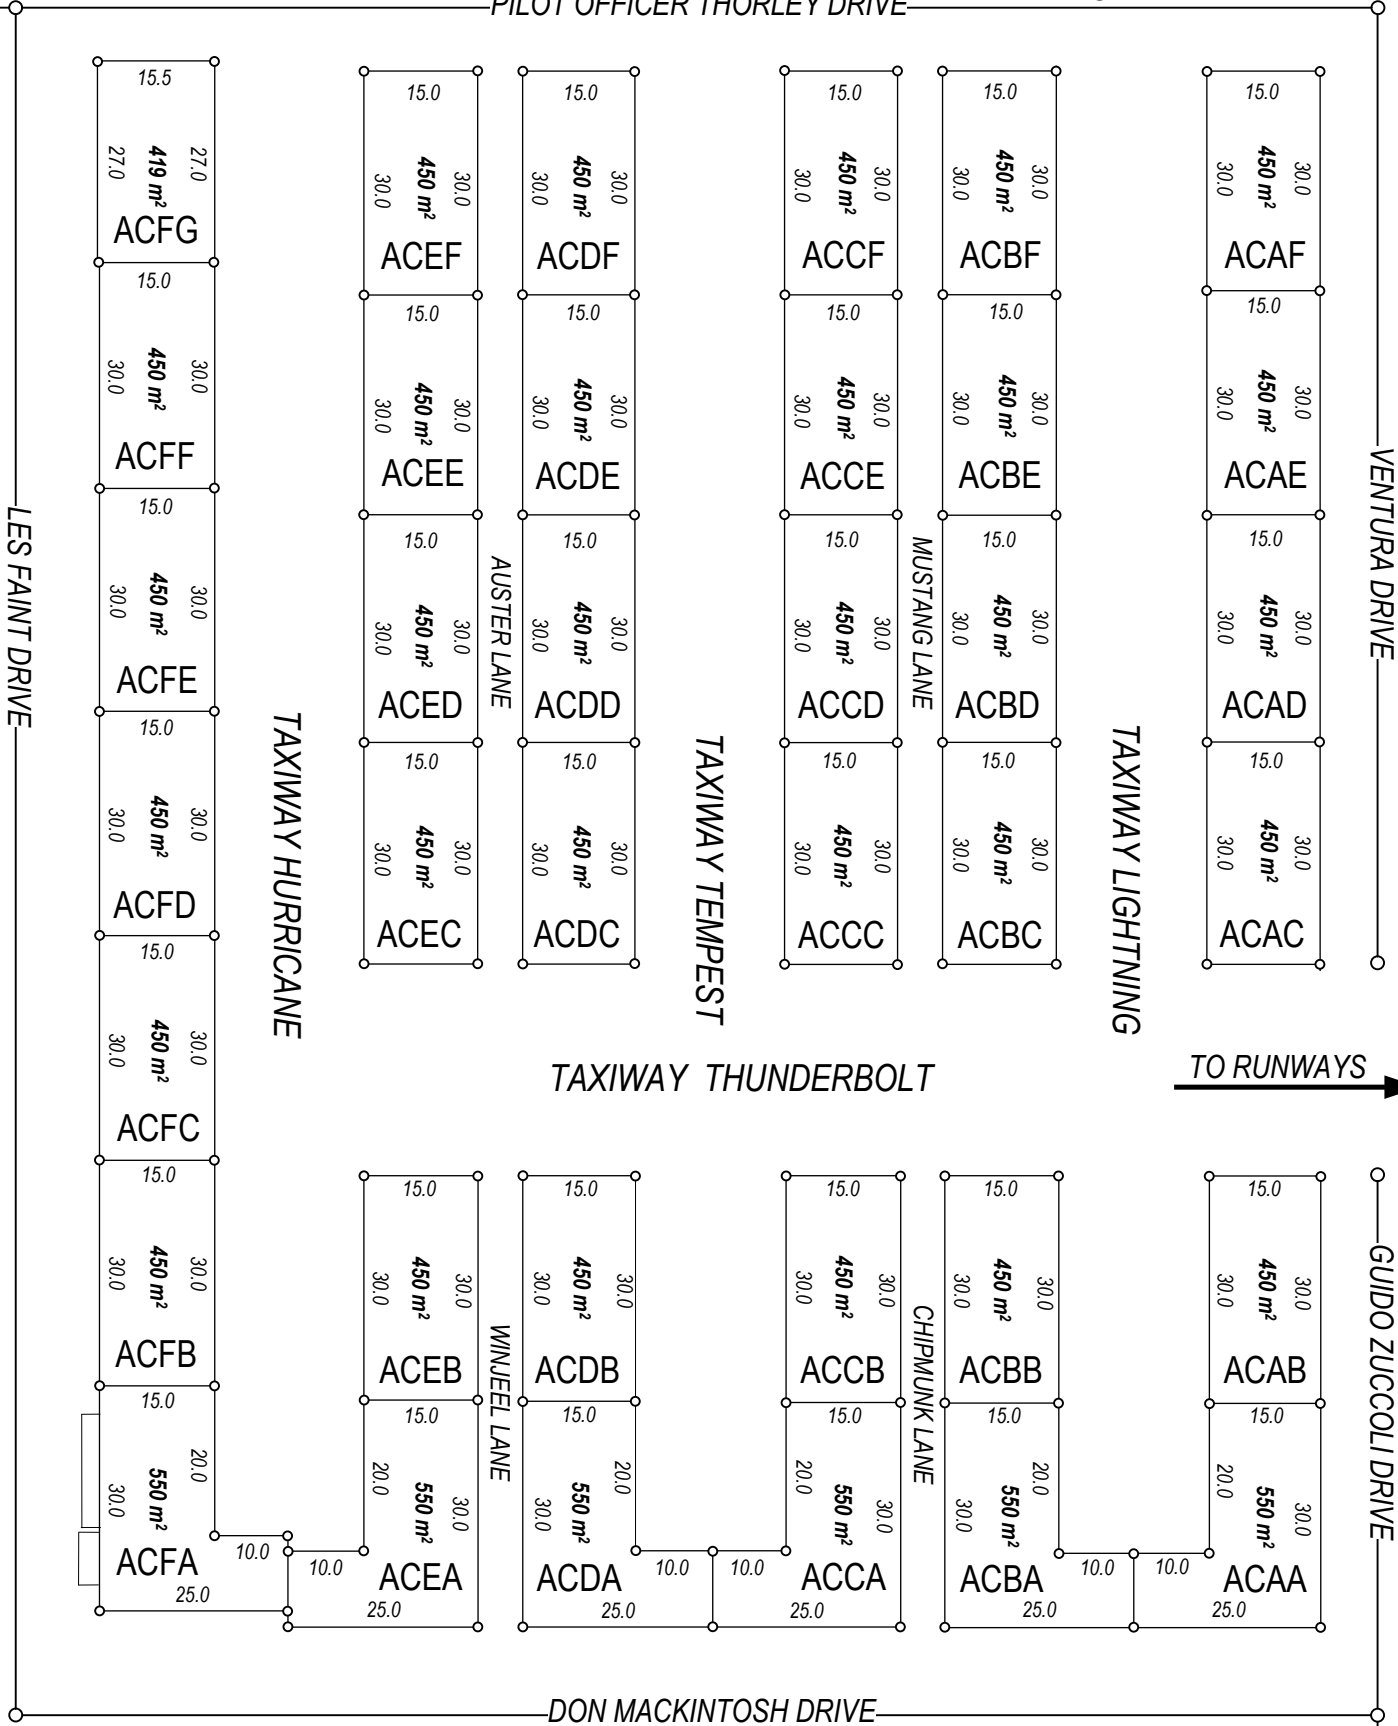 PILOT OFFICER THORLEY DRIVE
15.5
27.0
419 m²
27.0
ACFG
15.0
30.0
450 m²
30.0
ACFF
15.0
30.0
450 m²
30.0
ACFE
15.0
30.0
450 m²
30.0
ACFD
15.0
30.0
450 m²
30.0
ACFC
15.0
30.0
450 m²
30.0
ACFB
15.0
30.0
550 m²
20.0
ACFA
10.0
25.0
LES FAINT DRIVE
TAXIWAY HURRICANE
15.0
30.0
450 m²
30.0
ACEF
15.0
30.0
450 m²
30.0
ACEE
15.0
30.0
450 m²
30.0
ACED
15.0
30.0
450 m²
30.0
ACEC
AUSTER LANE
15.0
30.0
450 m²
30.0
ACDF
15.0
30.0
450 m²
30.0
ACDE
15.0
30.0
450 m²
30.0
ACDD
15.0
30.0
450 m²
30.0
ACDC
TAXIWAY TEMPEST
15.0
30.0
450 m²
30.0
ACCF
15.0
30.0
450 m²
30.0
ACCE
15.0
30.0
450 m²
30.0
ACCD
15.0
30.0
450 m²
30.0
ACCC
MUSTANG LANE
15.0
30.0
450 m²
30.0
ACBF
15.0
30.0
450 m²
30.0
ACBE
15.0
30.0
450 m²
30.0
ACBD
15.0
30.0
450 m²
30.0
ACBC
TAXIWAY LIGHTNING
15.0
30.0
450 m²
30.0
ACAF
15.0
30.0
450 m²
30.0
ACAE
15.0
30.0
450 m²
30.0
ACAD
15.0
30.0
450 m²
30.0
ACAC
VENTURA DRIVE
TAXIWAY THUNDERBOLT
TO RUNWAYS
15.0
30.0
450 m²
30.0
ACEB
15.0
20.0
550 m²
30.0
10.0
ACEA
25.0
WINJEEL LANE
15.0
30.0
450 m²
30.0
ACDB
15.0
30.0
550 m²
20.0
ACDA
10.0
25.0
15.0
30.0
450 m²
30.0
ACCB
15.0
20.0
550 m²
30.0
10.0
ACCA
25.0
CHIPMUNK LANE
15.0
30.0
450 m²
30.0
ACBB
15.0
30.0
550 m²
20.0
ACBA
10.0
25.0
15.0
30.0
450 m²
30.0
ACAB
15.0
20.0
550 m²
30.0
10.0
ACAA
25.0
GUIDO ZUCCOLI DRIVE
DON MACKINTOSH DRIVE